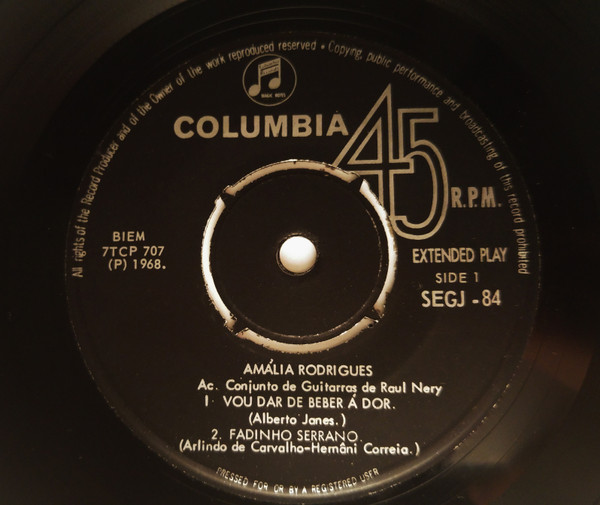 All rights of the Record Producer and of the Owner of the work reproduced reserved • Copying, public performance and broadcasting of this record prohibited
MAGIC NOTES
COLUMBIA
45
R.P.M.
BIEM
7TCP 707
(P) 1968.
EXTENDED PLAY
SIDE 1
SEGJ - 84
AMÁLIA RODRIGUES
Ac. Conjunto de Guitarras de Raul Nery
1 VOU DAR DE BEBER Á DOR.
(Alberto Janes.)
2. FADINHO SERRANO.
(Arlindo de Carvalho-Hernâni Correia.)
PRESSED FOR OR BY A REGISTERED USER